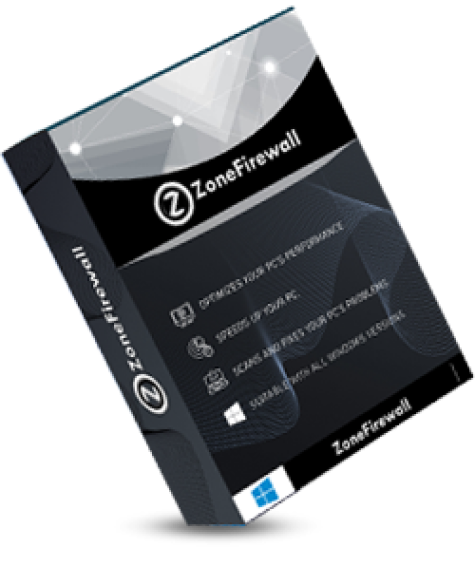 ZoneFirewall
OPTIMIZES YOUR PC'S PERFORMANCE
SPEEDS UP YOUR PC
SCANS AND FIXES YOUR PC'S PROBLEMS
SUITABLE WITH ALL WINDOWS VERSIONS
ZoneFirewall
ZoneFirewall